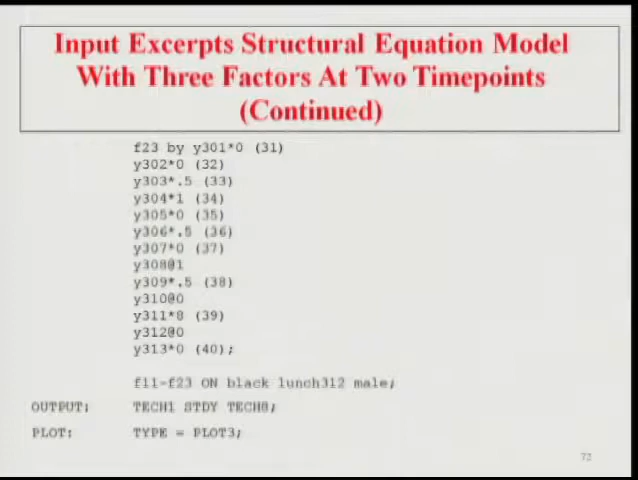 Input Excerpts Structural Equation Model
With Three Factors At Two Timepoints
(Continued)
f23 by y301*0 (31)
y302*0 (32)
y303*.5 (33)
y304*1 (34)
y305*0 (35)
y306*.5 (36)
y307*0 (37)
y308@1
y309*.5 (38)
y310@0
y311*0 (39)
y312@0
y313*0 (40);
f11-f23 ON black lunch312 male;
OUTPUT: TECH1 STDY TECH8;
PLOT: TYPE = PLOT3;
72